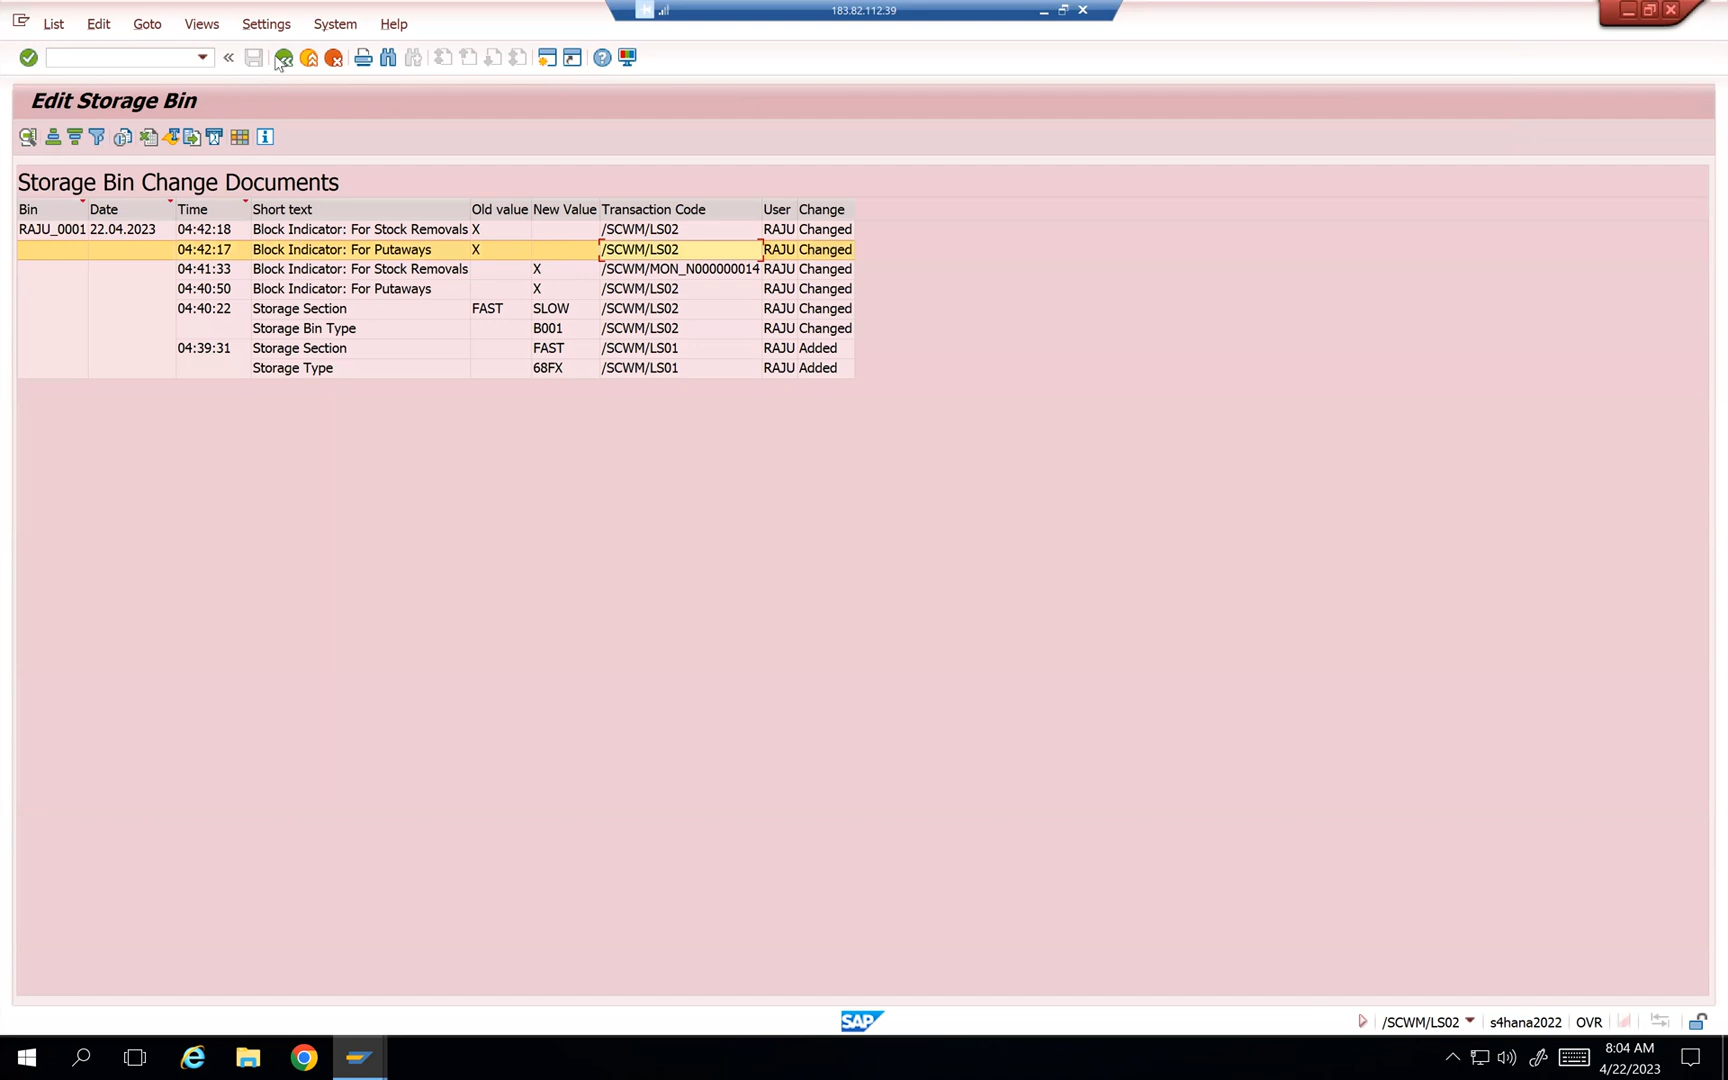 183.82.112.39
List Edit Goto Views Settings System Help
Edit Storage Bin
Storage Bin Change Documents
Bin Date Time Short text Old value New Value Transaction Code User Change
RAJU_0001 22.04.2023 04:42:18 Block Indicator: For Stock Removals X /SCWM/LS02 RAJU Changed
04:42:17 Block Indicator: For Putaways X /SCWM/LS02 RAJU Changed
04:41:33 Block Indicator: For Stock Removals X /SCWM/MON_N000000014 RAJU Changed
04:40:50 Block Indicator: For Putaways X /SCWM/LS02 RAJU Changed
04:40:22 Storage Section FAST SLOW /SCWM/LS02 RAJU Changed
Storage Bin Type B001 /SCWM/LS02 RAJU Changed
04:39:31 Storage Section FAST /SCWM/LS01 RAJU Added
Storage Type 68FX /SCWM/LS01 RAJU Added
SAP
/SCWM/LS02 s4hana2022 OVR
8:04 AM
4/22/2023